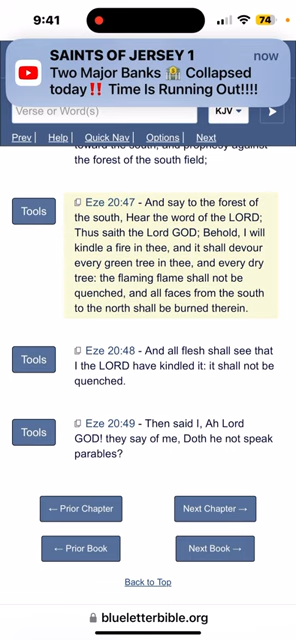 9:41
74
SAINTS OF JERSEY 1
now
Two Major Banks 🏦 Collapsed
today‼️ Time Is Running Out!!!!
Verse or Word(s)
KJV
Prev| Help| Quick Nav| Options| Next
toward the south, and prophesy against
the forest of the south field;
Tools
Eze 20:47 - And say to the forest of
the south, Hear the word of the LORD;
Thus saith the Lord GOD; Behold, I will
kindle a fire in thee, and it shall devour
every green tree in thee, and every dry
tree: the flaming flame shall not be
quenched, and all faces from the south
to the north shall be burned therein.
Tools
Eze 20:48 - And all flesh shall see that
I the LORD have kindled it: it shall not be
quenched.
Tools
Eze 20:49 - Then said I, Ah Lord
GOD! they say of me, Doth he not speak
parables?
← Prior Chapter
Next Chapter →
← Prior Book
Next Book →
Back to Top
blueletterbible.org